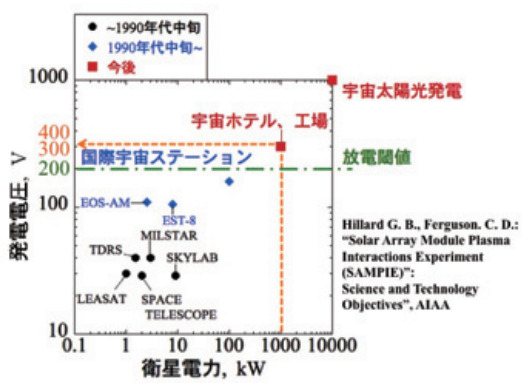 ~1990年代中旬
1990年代中旬~
今後
1000
宇宙太陽光発電
400
300
200
100
10
宇宙ホテル、工場
国際宇宙ステーション
放電閾値
発電電圧, V
EOS-AM
EST-8
MILSTAR
TDRS
SKYLAB
LEASAT
SPACE
TELESCOPE
Hillard G. B., Ferguson. C. D.:
“Solar Array Module Plasma
Interactions Experiment
(SAMPIE)”:
Science and Technology
Objectives”, AIAA
0.1
1
10
100
1000
10000
衛星電力, kW